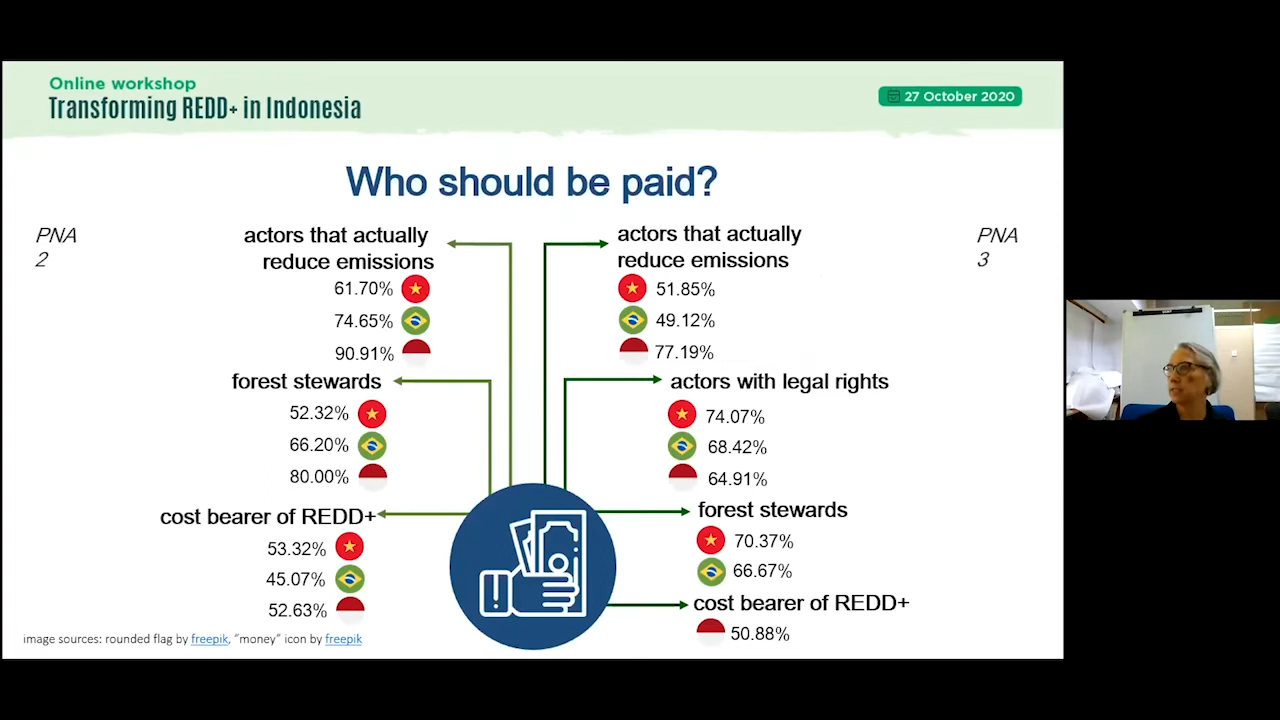 Online workshop
Transforming REDD+ in Indonesia
27 October 2020
Who should be paid?
PNA
2
actors that actually
reduce emissions
61.70%
74.65%
90.91%
forest stewards
52.32%
66.20%
80.00%
cost bearer of REDD+
53.32%
45.07%
52.63%
PNA
3
actors that actually
reduce emissions
51.85%
49.12%
77.19%
actors with legal rights
74.07%
68.42%
64.91%
forest stewards
70.37%
66.67%
cost bearer of REDD+
50.88%
image sources: rounded flag by freepik, "money" icon by freepik